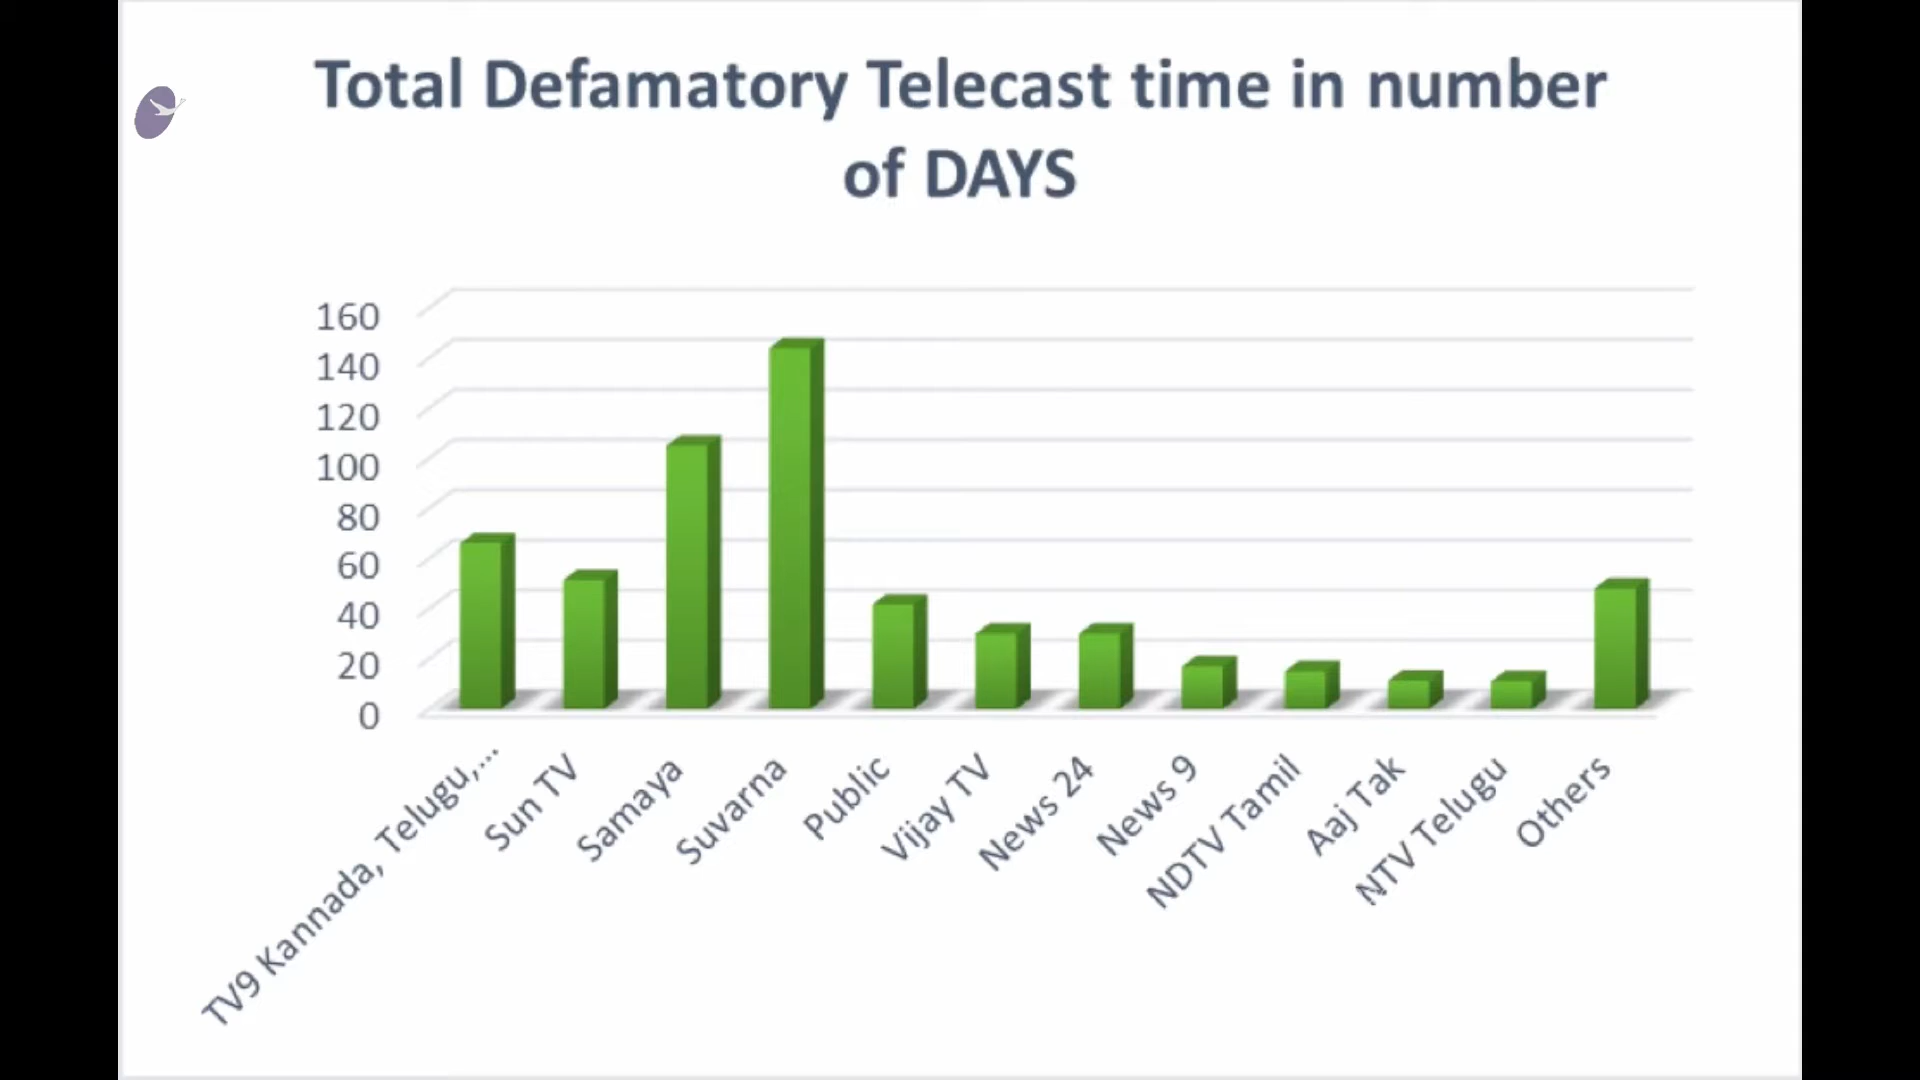 Total Defamatory Telecast time in number
of DAYS
160
140
120
100
80
60
40
20
0
TV9 Kannada, Telugu,...
Sun TV
Samaya
Suvarna
Public
Vijay TV
News 24
News 9
NDTV Tamil
Aaj Tak
NTV Telugu
Others